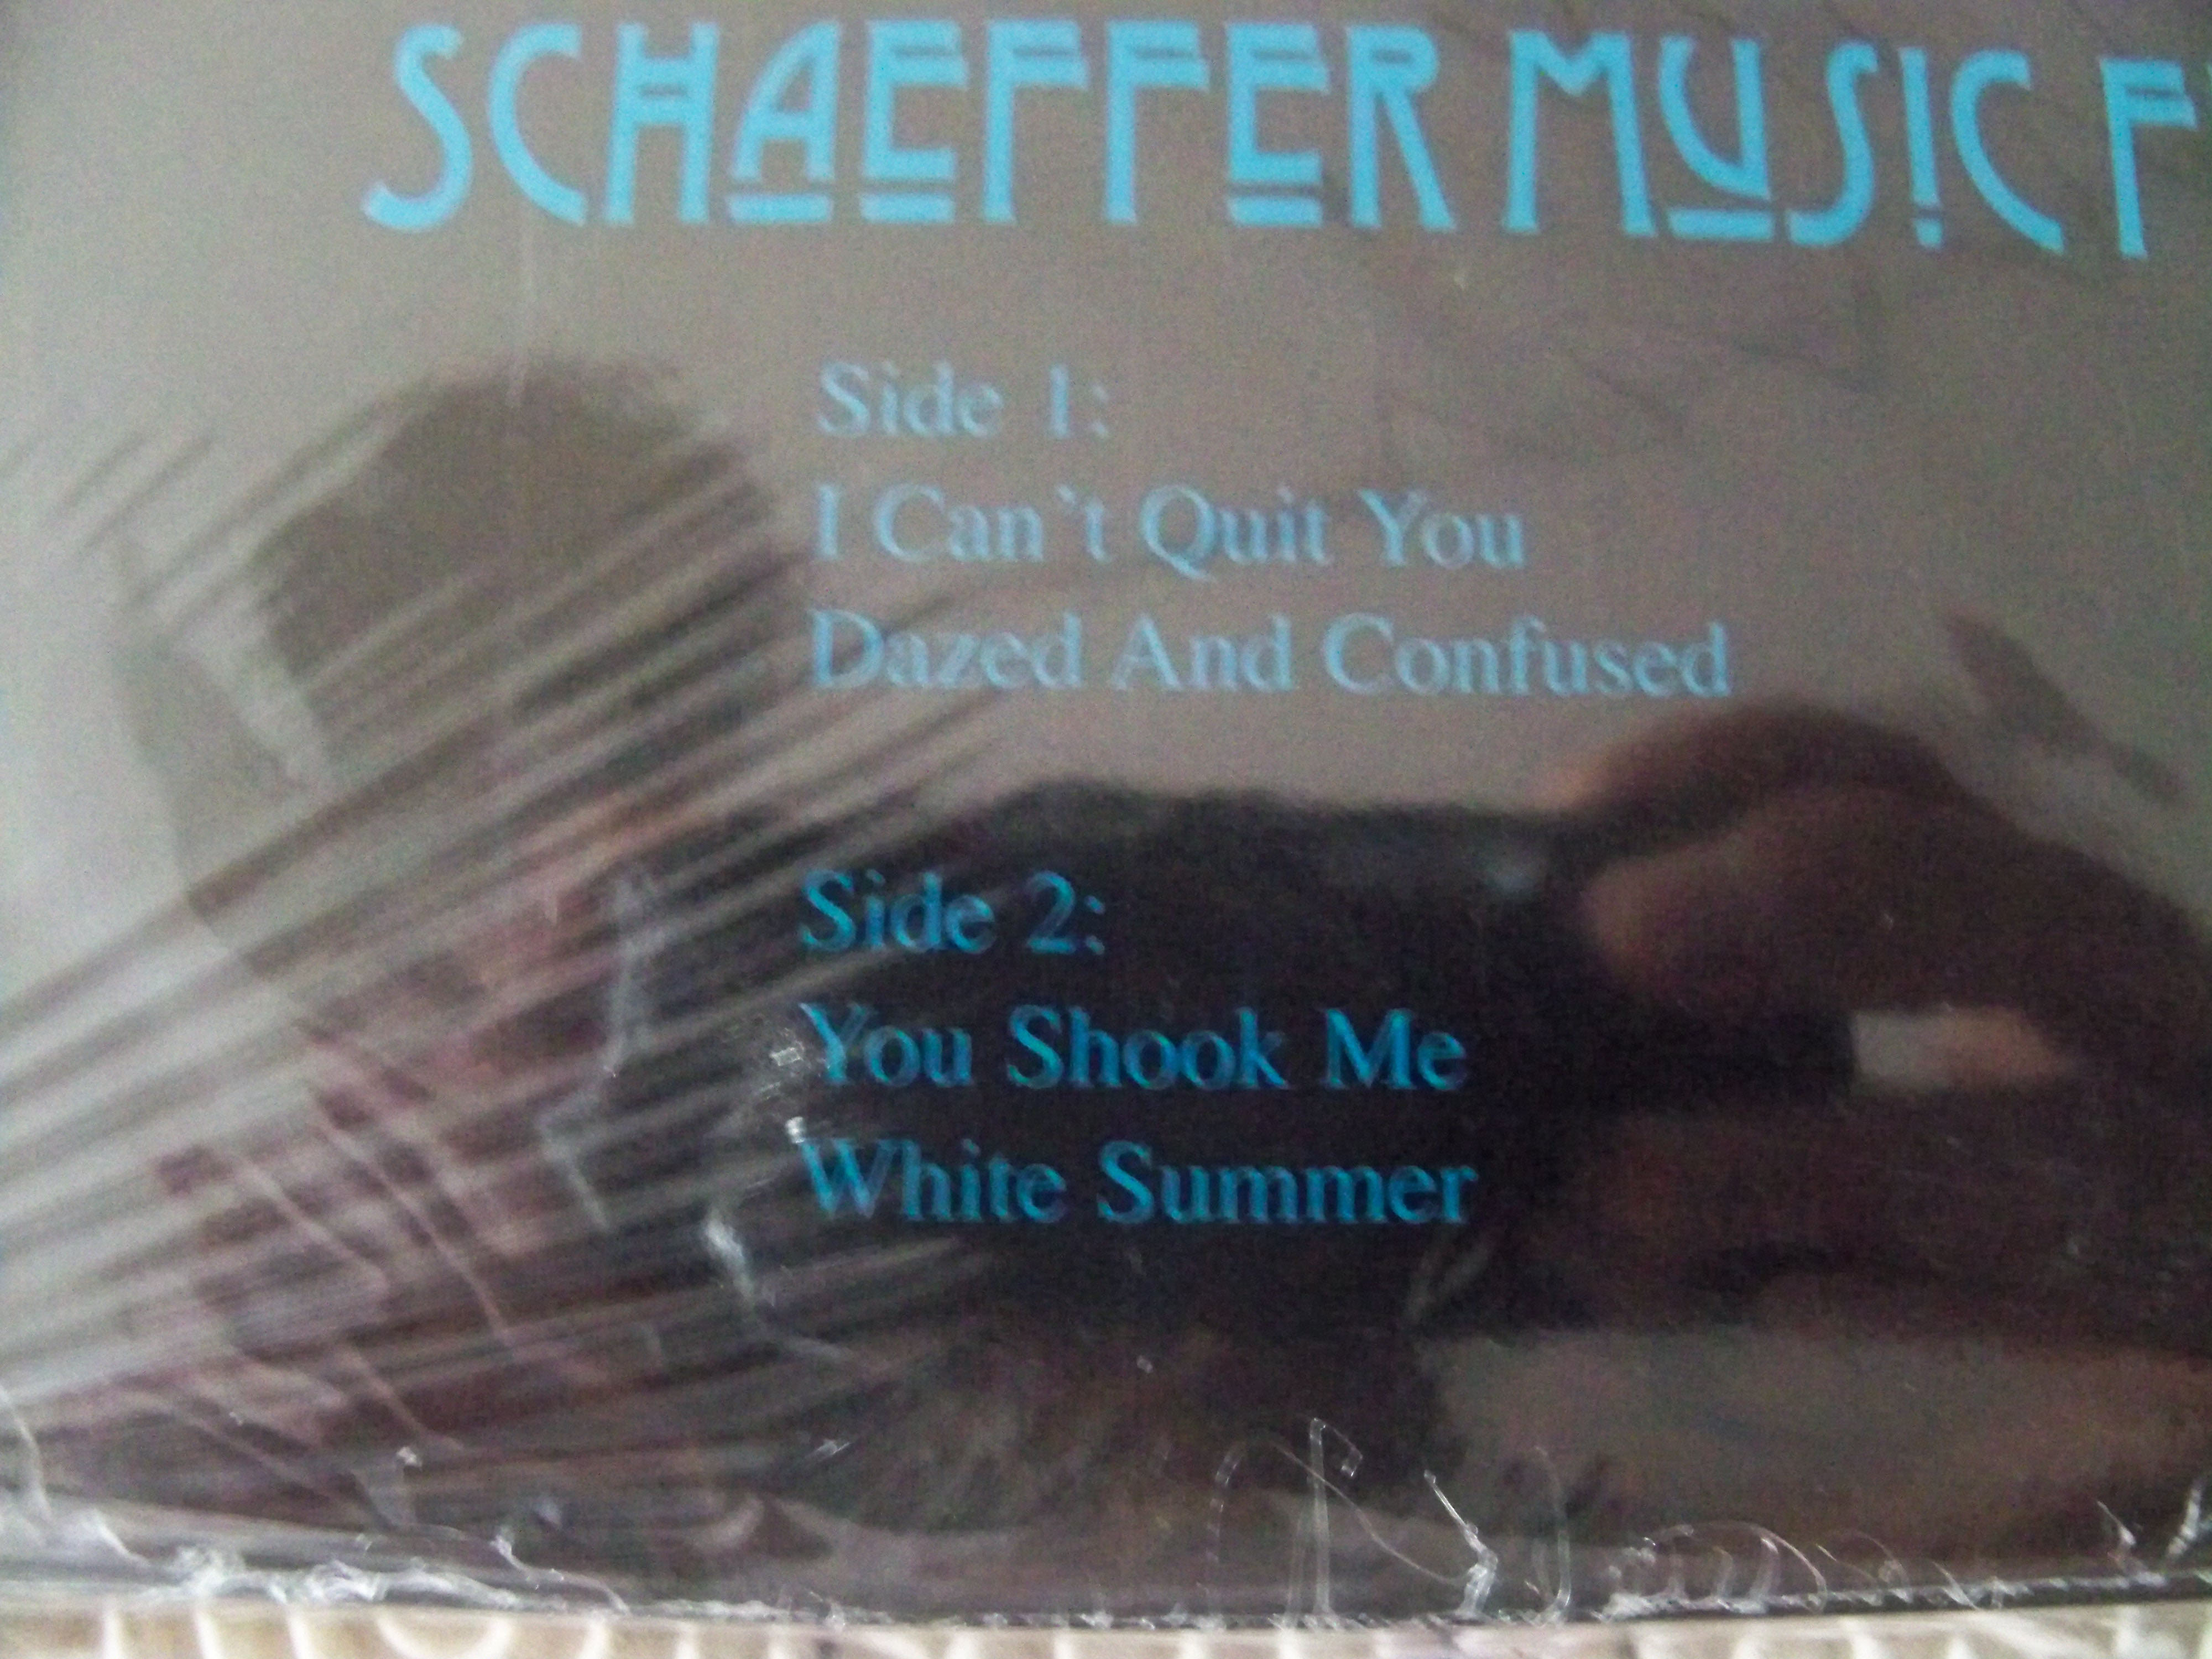 SCHAEFFER MUSIC F
Side 1:
I Can't Quit You
Dazed And Confused
Side 2:
You Shook Me
White Summer